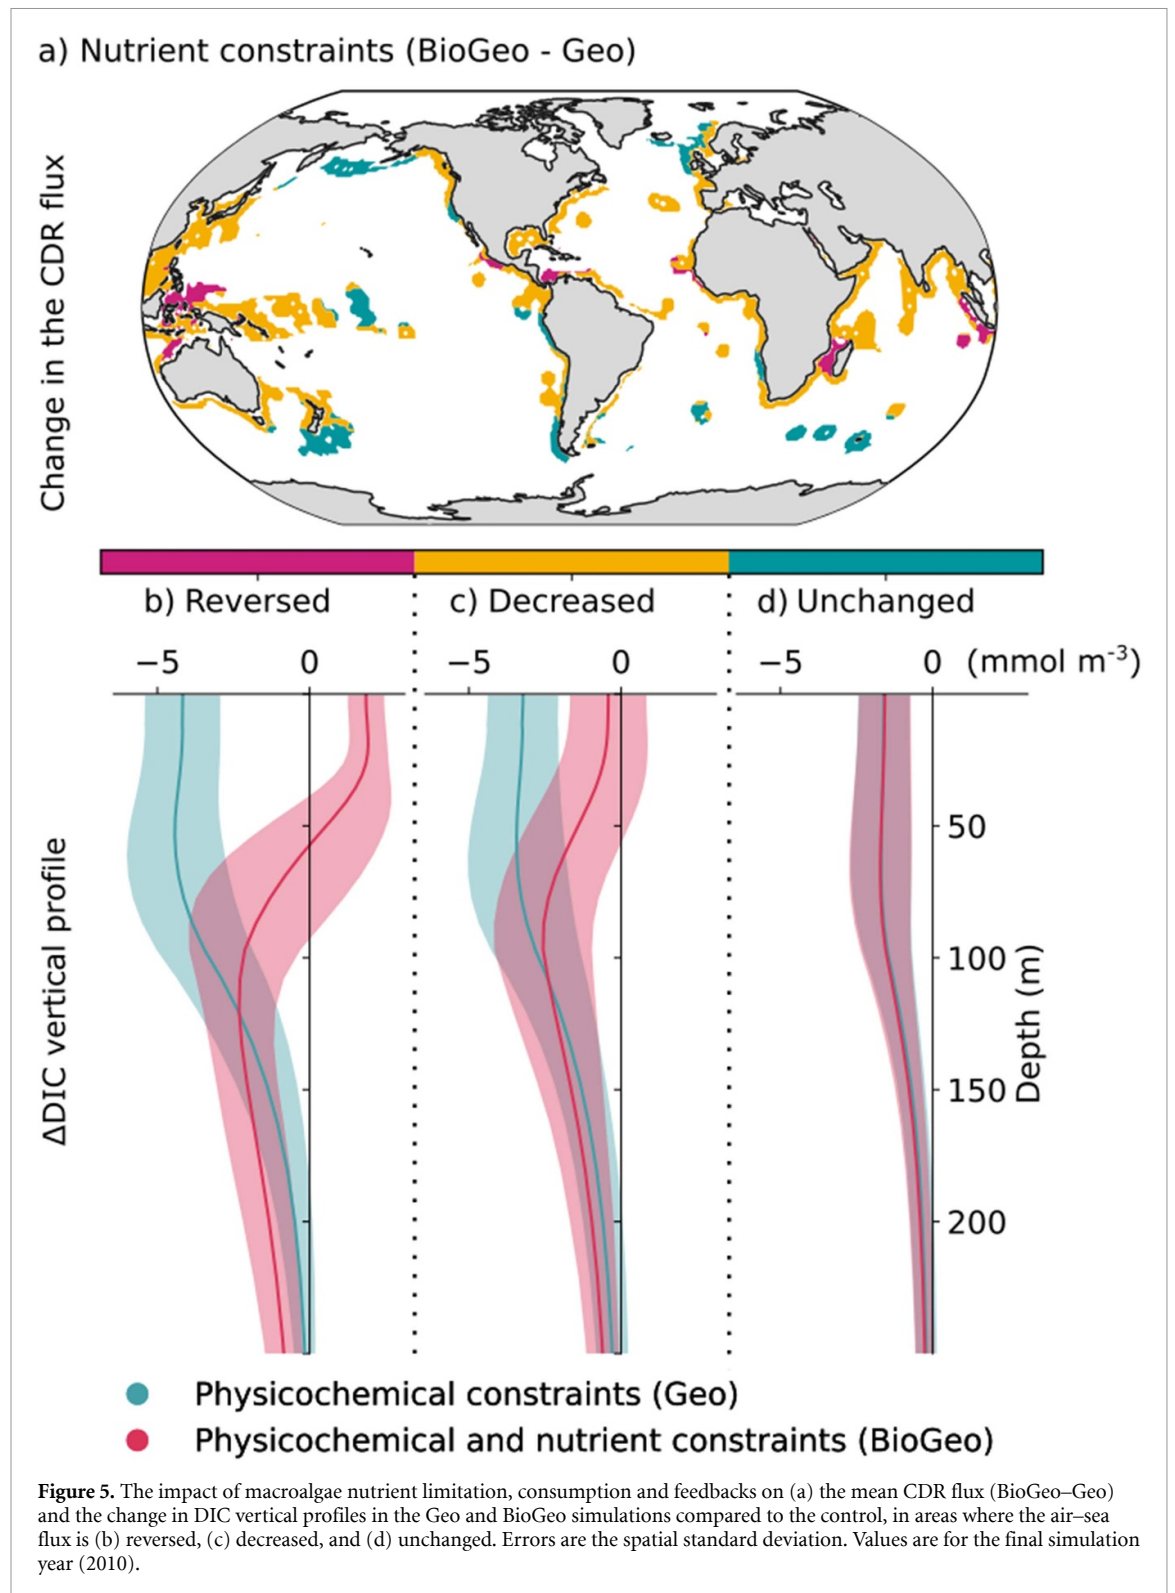 a) Nutrient constraints (BioGeo - Geo)
Change in the CDR flux
b) Reversed
c) Decreased
d) Unchanged
−5 0 −5 0 −5 0 (mmol m-3)
50
100
150
200
Depth (m)
ΔDIC vertical profile
Physicochemical constraints (Geo)
Physicochemical and nutrient constraints (BioGeo)
Figure 5. The impact of macroalgae nutrient limitation, consumption and feedbacks on (a) the mean CDR flux (BioGeo–Geo)
and the change in DIC vertical profiles in the Geo and BioGeo simulations compared to the control, in areas where the air–sea
flux is (b) reversed, (c) decreased, and (d) unchanged. Errors are the spatial standard deviation. Values are for the final simulation
year (2010).